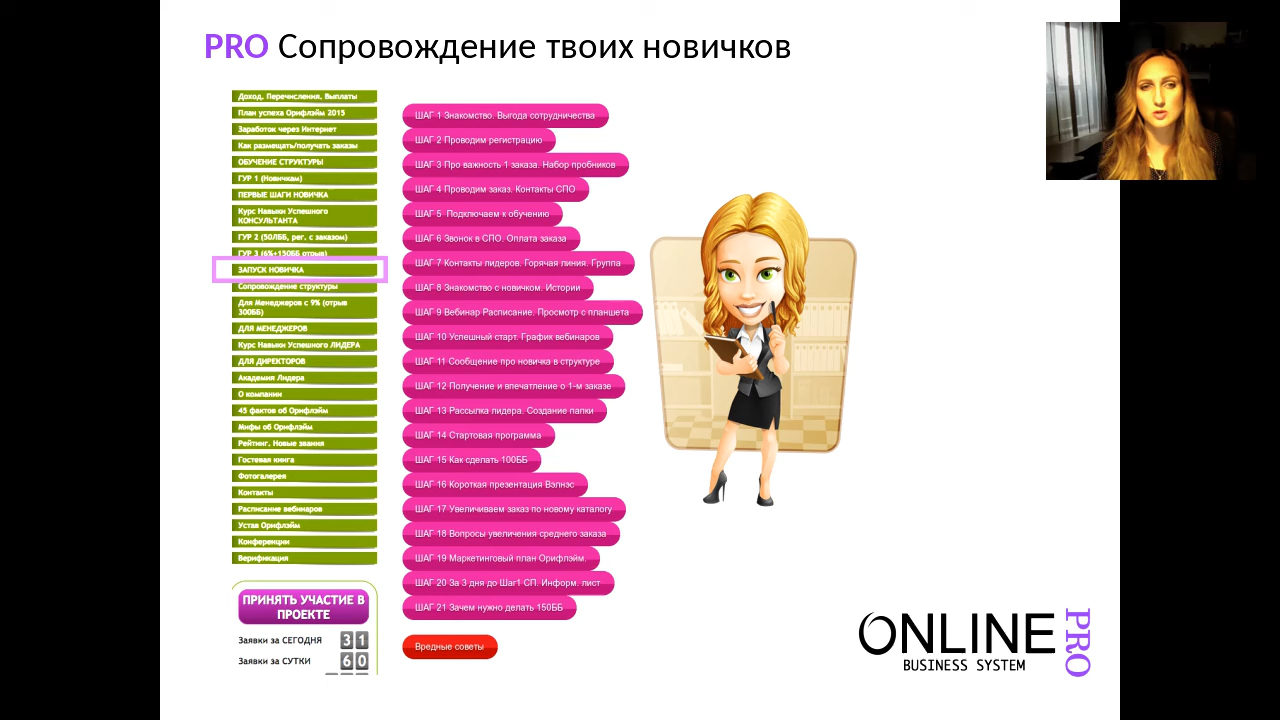 PRO Сопровождение твоих новичков
Доход. Перечисления. Выплаты
План успеха Орифлэйм 2015
Заработок через Интернет
Как размещать/получать заказы
ОБУЧЕНИЕ СТРУКТУРЫ
ГУР 1 (Новичкам)
ПЕРВЫЕ ШАГИ НОВИЧКА
Курс Навыки Успешного
КОНСУЛЬТАНТА
ГУР 2 (50ЛББ, рег. с заказом)
ГУР 3 (6%+150ББ отрыв)
ЗАПУСК НОВИЧКА
Сопровождение структуры
Для Менеджеров с 9% (отрыв
300ББ)
ДЛЯ МЕНЕДЖЕРОВ
Курс Навыки Успешного ЛИДЕРА
ДЛЯ ДИРЕКТОРОВ
Академия Лидера
О компании
45 фактов об Орифлэйм
Мифы об Орифлэйм
Рейтинг. Новые звания
Гостевая книга
Фотогалерея
Контакты
Расписание вебинаров
Устав Орифлэйм
Конференции
Верификация
ПРИНЯТЬ УЧАСТИЕ В
ПРОЕКТЕ
Заявки за СЕГОДНЯ 31
Заявки за СУТКИ 60
ШАГ 1 Знакомство. Выгода сотрудничества
ШАГ 2 Проводим регистрацию
ШАГ 3 Про важность 1 заказа. Набор пробников
ШАГ 4 Проводим заказ. Контакты СПО
ШАГ 5 Подключаем к обучению
ШАГ 6 Звонок в СПО. Оплата заказа
ШАГ 7 Контакты лидеров. Горячая линия. Группа
ШАГ 8 Знакомство с новичком. Истории
ШАГ 9 Вебинар Расписание. Просмотр с планшета
ШАГ 10 Успешный старт. График вебинаров
ШАГ 11 Сообщение про новичка в структуре
ШАГ 12 Получение и впечатление о 1-м заказе
ШАГ 13 Рассылка лидера. Создание папки
ШАГ 14 Стартовая программа
ШАГ 15 Как сделать 100ББ
ШАГ 16 Короткая презентация Вэлнэс
ШАГ 17 Увеличиваем заказ по новому каталогу
ШАГ 18 Вопросы увеличения среднего заказа
ШАГ 19 Маркетинговый план Орифлэйм.
ШАГ 20 За 3 дня до Шаг1 СП. Информ. лист
ШАГ 21 Зачем нужно делать 150ББ
Вредные советы
ONLINE
BUSINESS SYSTEM
PRO